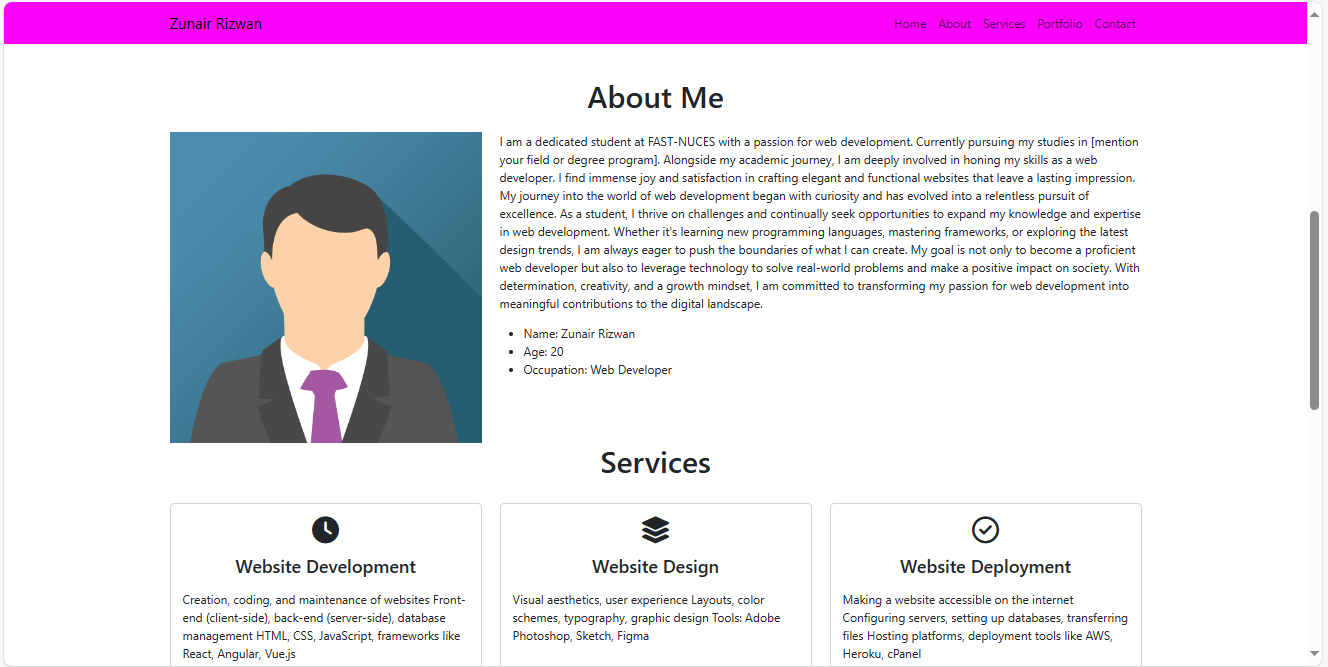 Zunair Rizwan
Home About Services Portfolio Contact
About Me
I am a dedicated student at FAST-NUCES with a passion for web development. Currently pursuing my studies in [mention
your field or degree program]. Alongside my academic journey, I am deeply involved in honing my skills as a web
developer. I find immense joy and satisfaction in crafting elegant and functional websites that leave a lasting impression.
My journey into the world of web development began with curiosity and has evolved into a relentless pursuit of
excellence. As a student, I thrive on challenges and continually seek opportunities to expand my knowledge and expertise
in web development. Whether it's learning new programming languages, mastering frameworks, or exploring the latest
design trends, I am always eager to push the boundaries of what I can create. My goal is not only to become a proficient
web developer but also to leverage technology to solve real-world problems and make a positive impact on society. With
determination, creativity, and a growth mindset, I am committed to transforming my passion for web development into
meaningful contributions to the digital landscape.
• Name: Zunair Rizwan
• Age: 20
• Occupation: Web Developer
Services
Website Development
Creation, coding, and maintenance of websites Front-
end (client-side), back-end (server-side), database
management HTML, CSS, JavaScript, frameworks like
React, Angular, Vue.js
Website Design
Visual aesthetics, user experience Layouts, color
schemes, typography, graphic design Tools: Adobe
Photoshop, Sketch, Figma
Website Deployment
Making a website accessible on the internet
Configuring servers, setting up databases, transferring
files Hosting platforms, deployment tools like AWS,
Heroku, cPanel